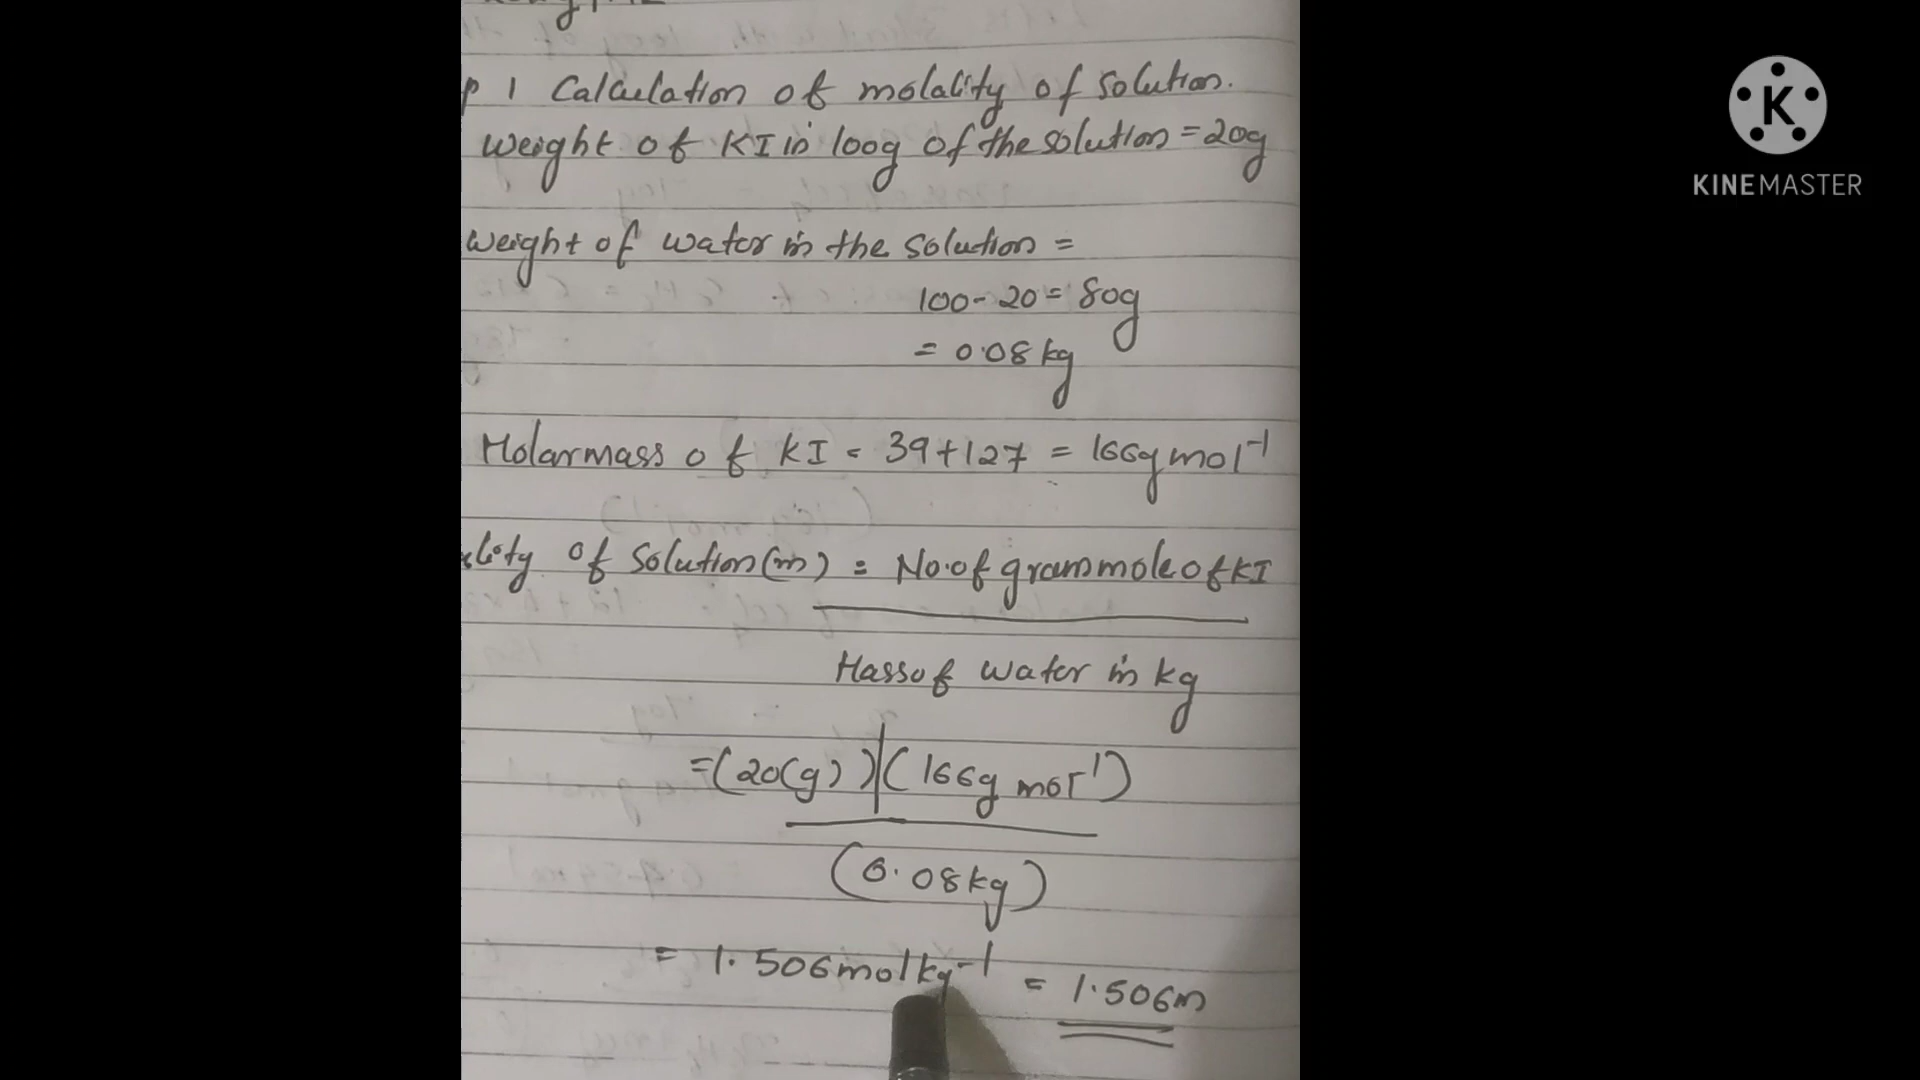 p 1 Calculation of molality of solution.
Weight of KI in 100g of the solution = 20g
Weight of water in the solution =
100 - 20 = 80g
= 0.08 kg
Molarmass of KI = 39 + 127 = 166g mol⁻¹
lity of solution (m) = No. of gram mole of KI
Mass of water in kg
= (20(g)) | (166g mol⁻¹)
(0.08kg)
= 1.506 mol kg⁻¹ = 1.506m
K
KINEMASTER